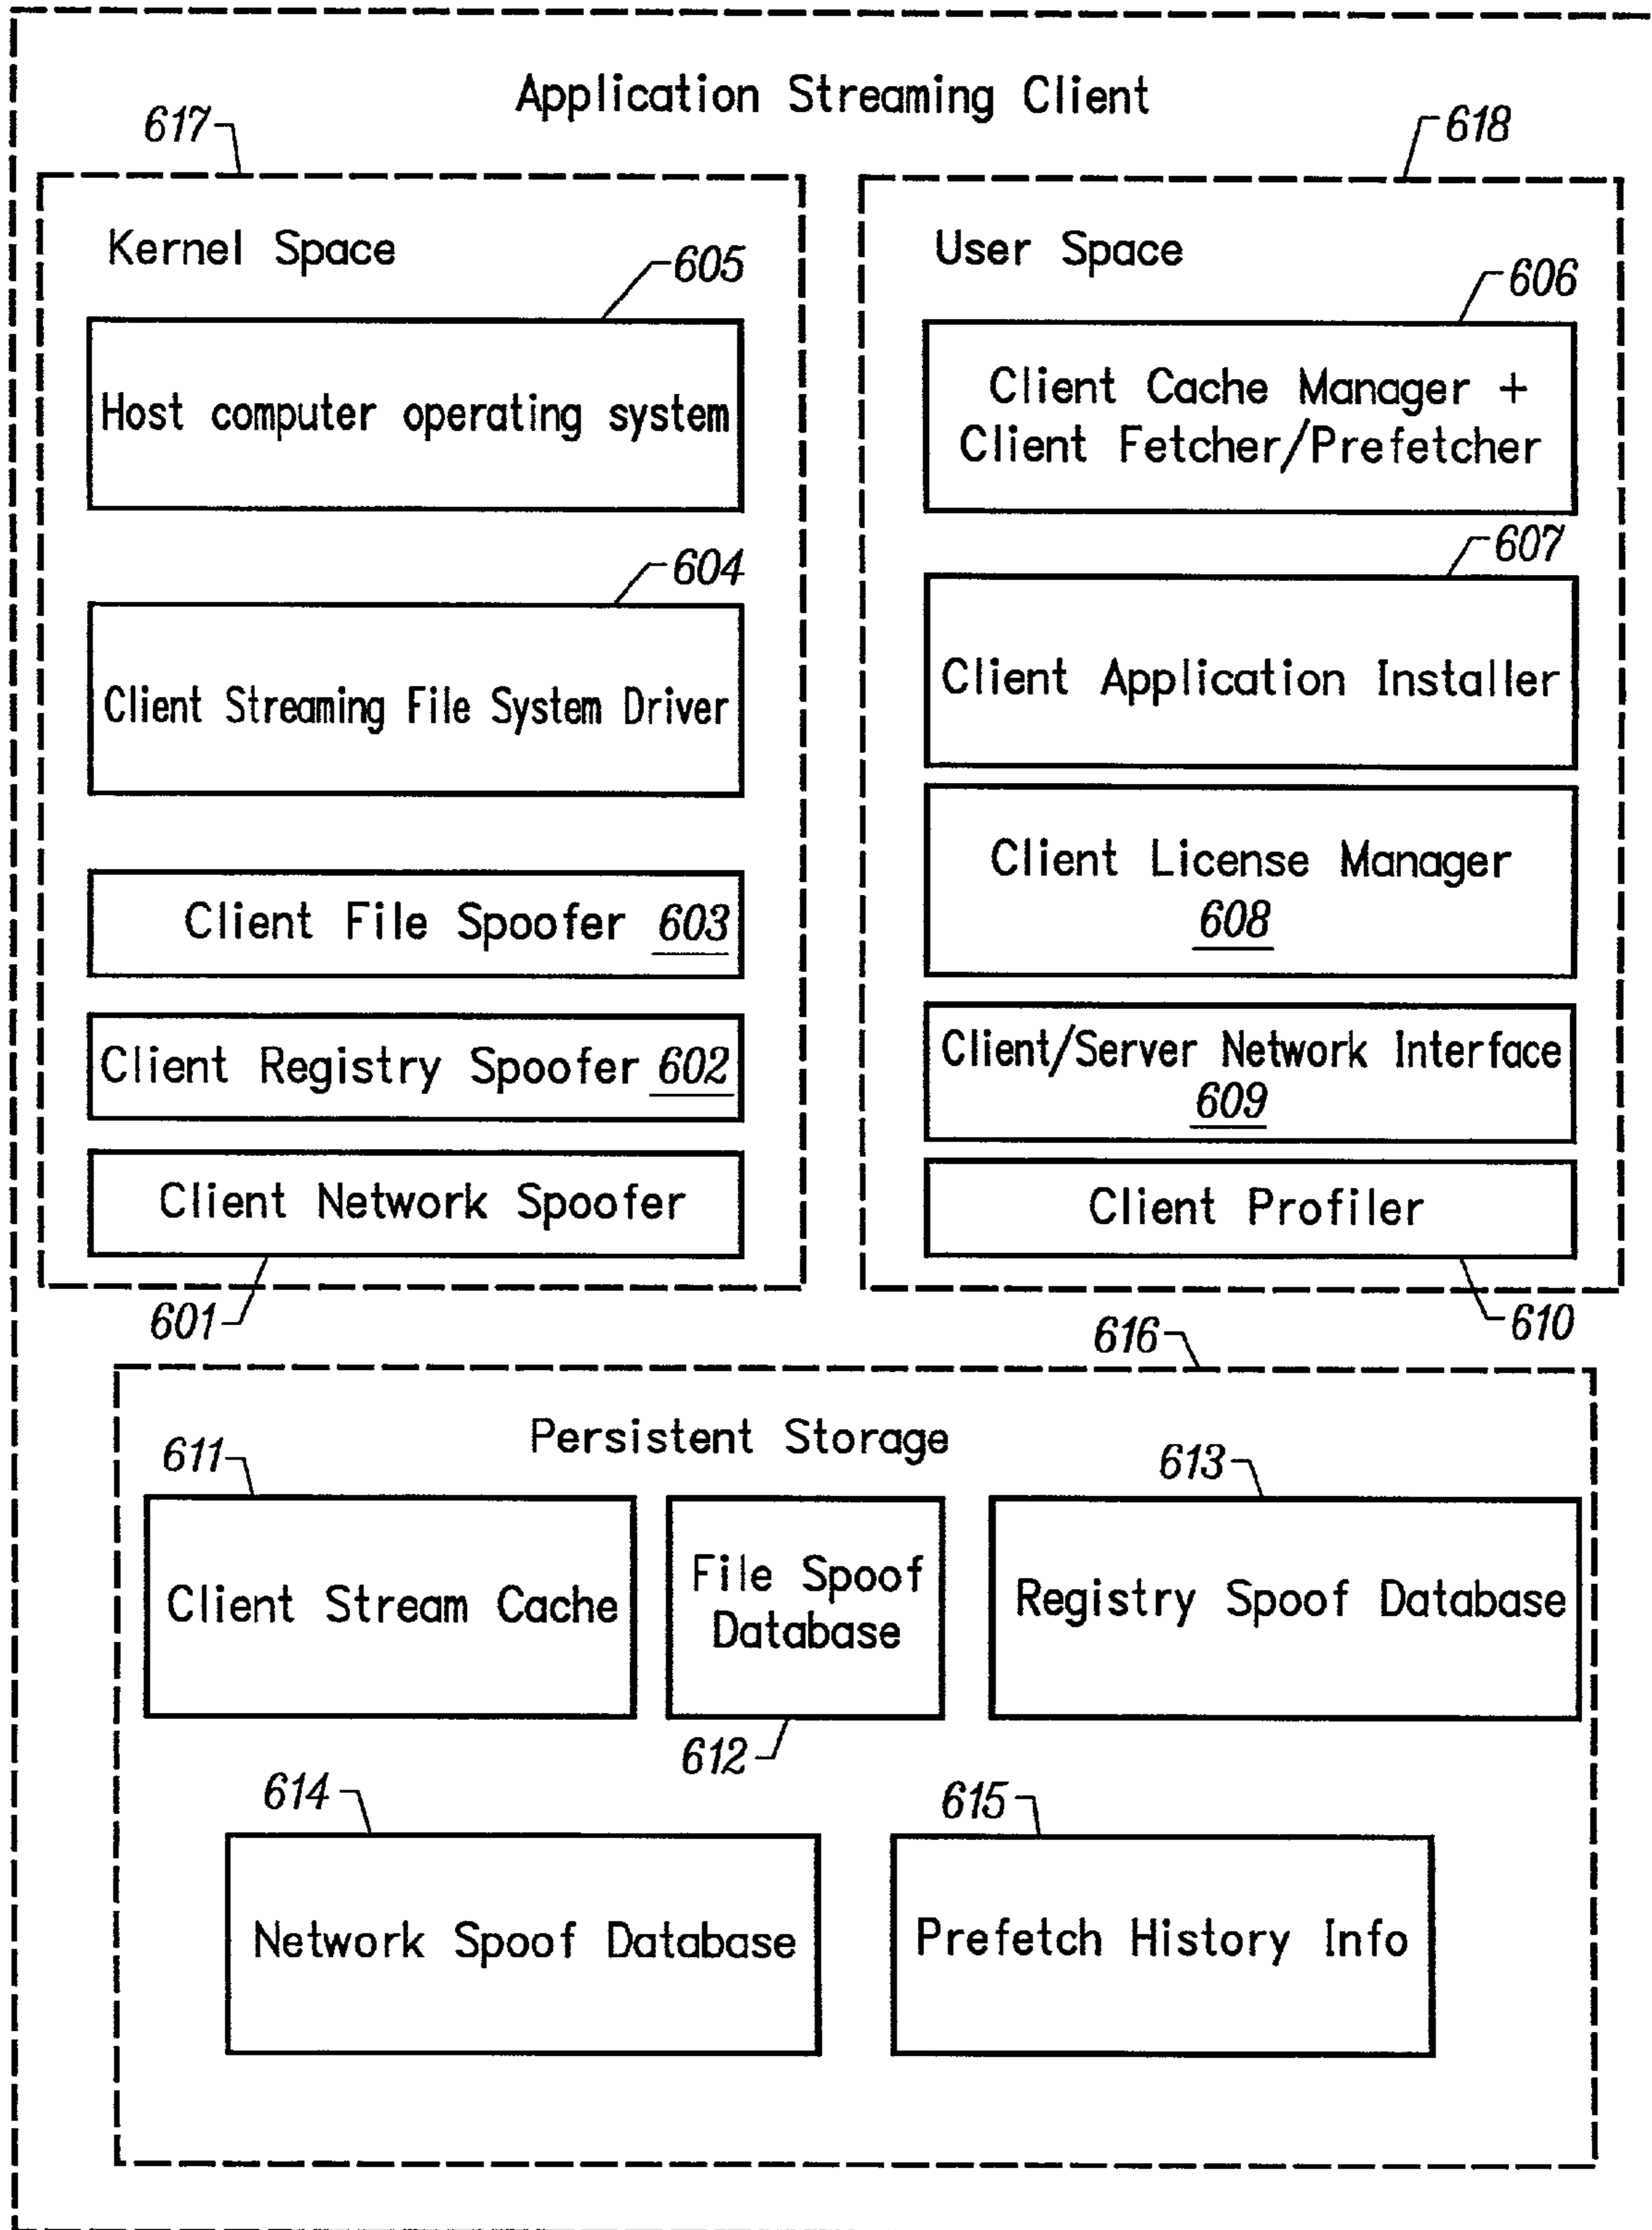 Application Streaming Client
617
618
Kernel Space
605
Host computer operating system
604
Client Streaming File System Driver
Client File Spoofer 603
Client Registry Spoofer 602
Client Network Spoofer
601
User Space
606
Client Cache Manager +
Client Fetcher/Prefetcher
607
Client Application Installer
Client License Manager
608
Client/Server Network Interface
609
Client Profiler
610
616
Persistent Storage
611
Client Stream Cache
File Spoof
Database
612
613
Registry Spoof Database
614
Network Spoof Database
615
Prefetch History Info